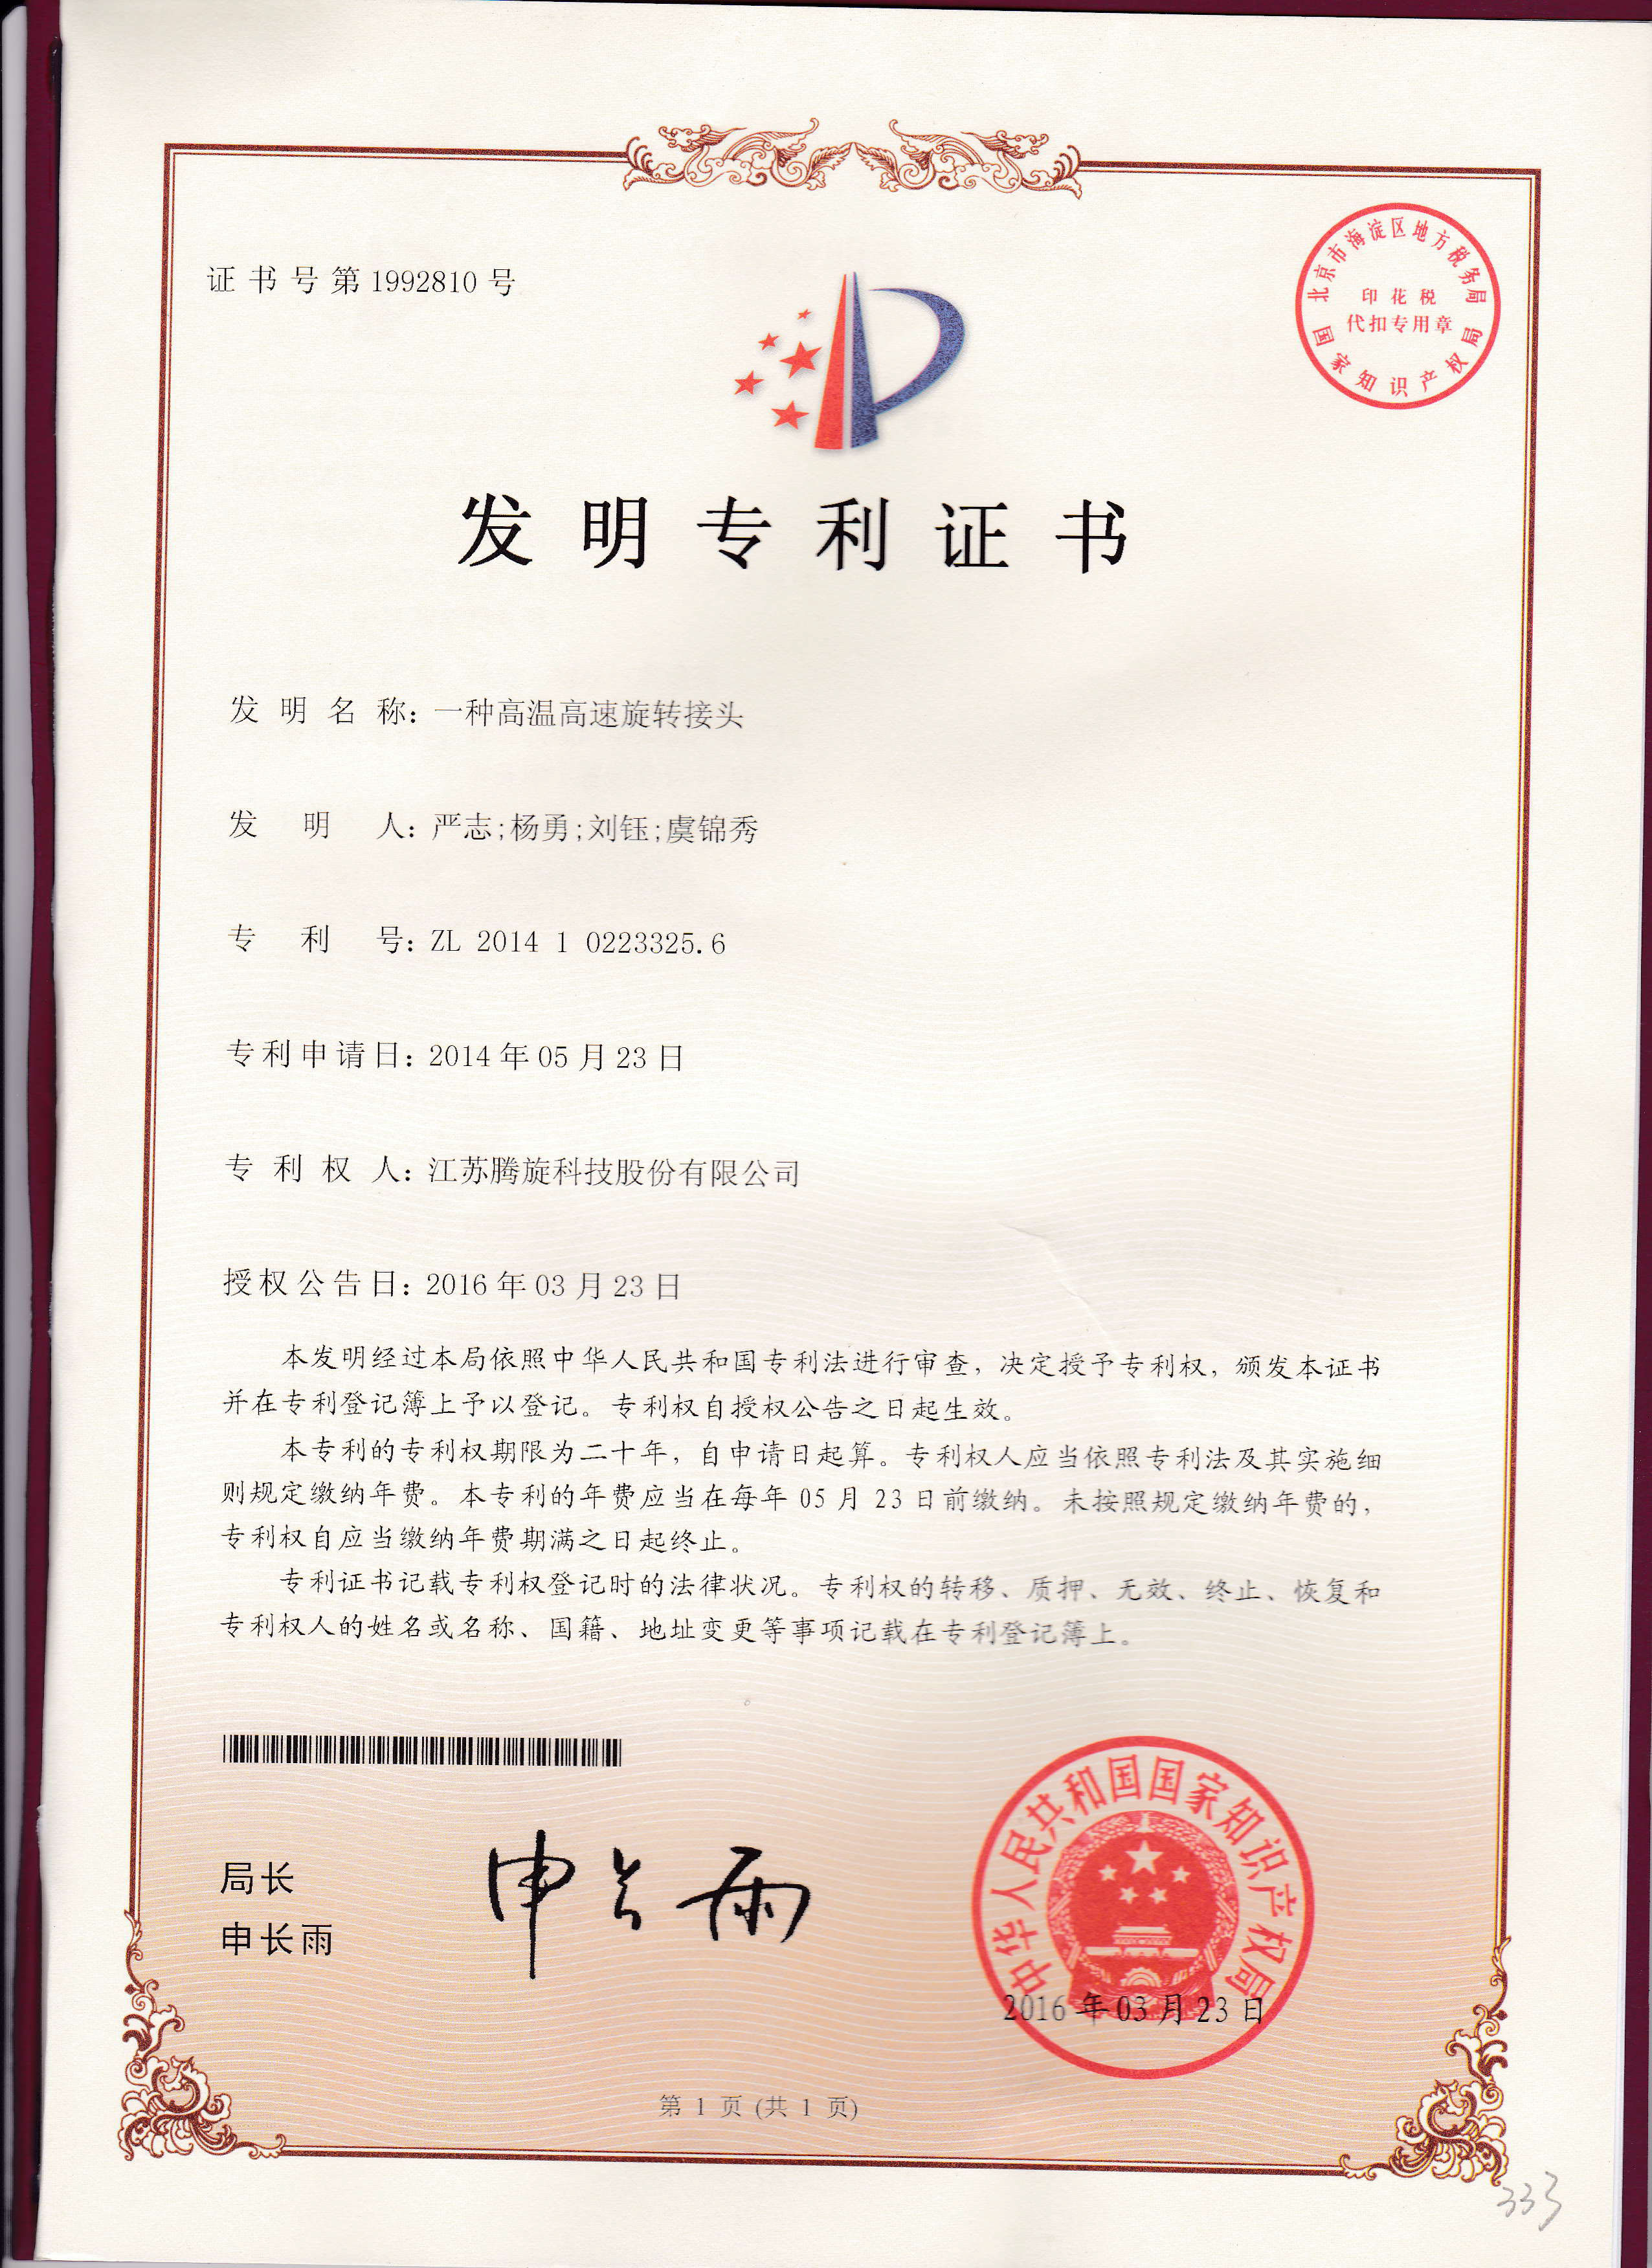 证书号第1992810号
北京市海淀区地方税务局
印花税
代扣专用章
国家知识产权局
发明专利证书
发明名称：一种高温高速旋转接头
发明人：严志;杨勇;刘钰;虞锦秀
专利号：ZL 2014 1 0223325.6
专利申请日：2014年05月23日
专利权人：江苏腾旋科技股份有限公司
授权公告日：2016年03月23日
本发明经过本局依照中华人民共和国专利法进行审查，决定授予专利权，颁发本证书
并在专利登记簿上予以登记。专利权自授权公告之日起生效。
本专利的专利权期限为二十年，自申请日起算。专利权人应当依照专利法及其实施细
则规定缴纳年费。本专利的年费应当在每年05月23日前缴纳。未按照规定缴纳年费的，
专利权自应当缴纳年费期满之日起终止。
专利证书记载专利权登记时的法律状况。专利权的转移、质押、无效、终止、恢复和
专利权人的姓名或名称、国籍、地址变更等事项记载在专利登记簿上。
局长
申长雨
申长雨
中华人民共和国国家知识产权局
2016年03月23日
第 1 页 (共 1 页)
333